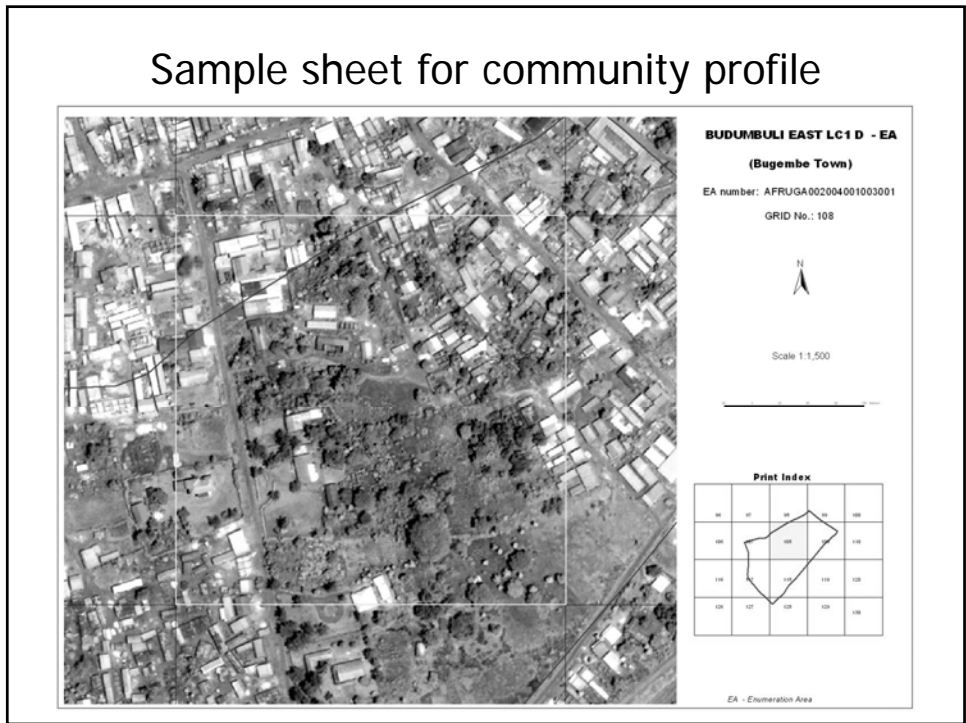 Sample sheet for community profile
BUDUMBULI EAST LC1 D - EA
(Bugembe Town)
EA number: AFRUGA002004001003001
GRID No.: 108
N
Scale 1:1,500
Print Index
EA - Enumeration Area